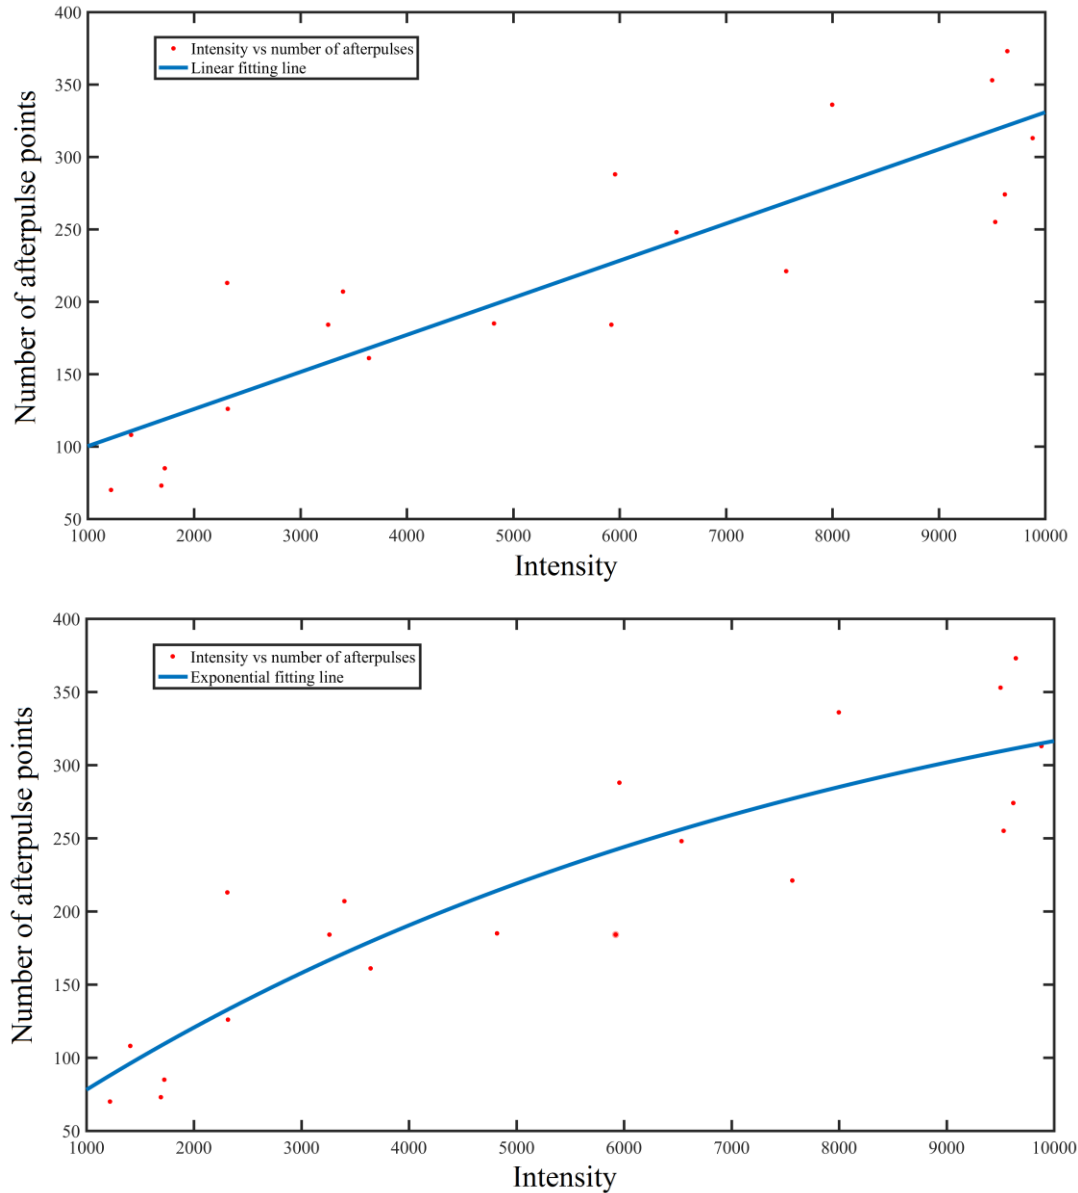 400
350
300
250
200
150
100
50
Number of afterpulse points
Intensity vs number of afterpulses
Linear fitting line
1000 2000 3000 4000 5000 6000 7000 8000 9000 10000
Intensity
400
350
300
250
200
150
100
50
Number of afterpulse points
Intensity vs number of afterpulses
Exponential fitting line
1000 2000 3000 4000 5000 6000 7000 8000 9000 10000
Intensity